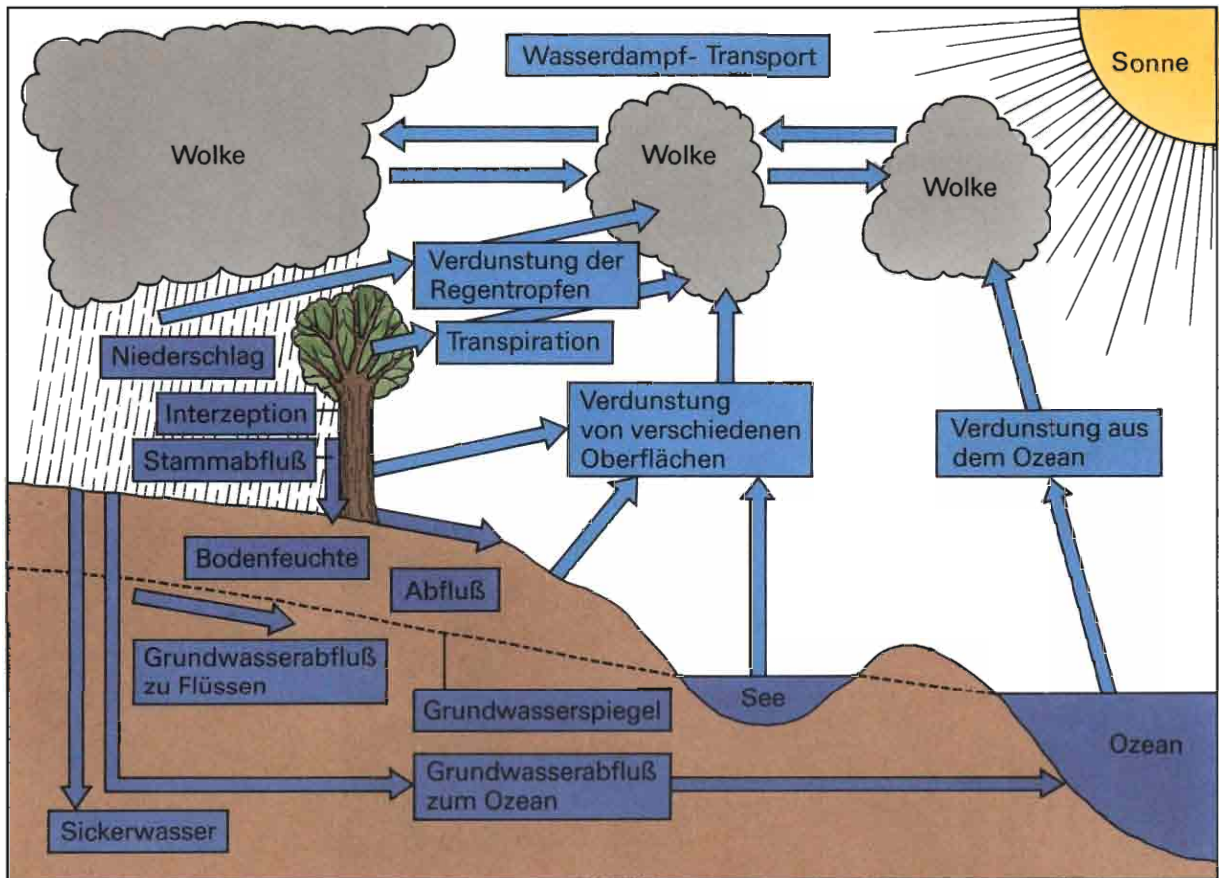 Wasserdampf- Transport
Sonne
Wolke
Wolke
Wolke
Verdunstung der
Regentropfen
Niederschlag
Transpiration
Interzeption
Stammabfluß
Verdunstung
von verschiedenen
Oberflächen
Verdunstung aus
dem Ozean
Bodenfeuchte
Abfluß
Grundwasserabfluß
zu Flüssen
Grundwasserspiegel
See
Ozean
Grundwasserabfluß
zum Ozean
Sickerwasser